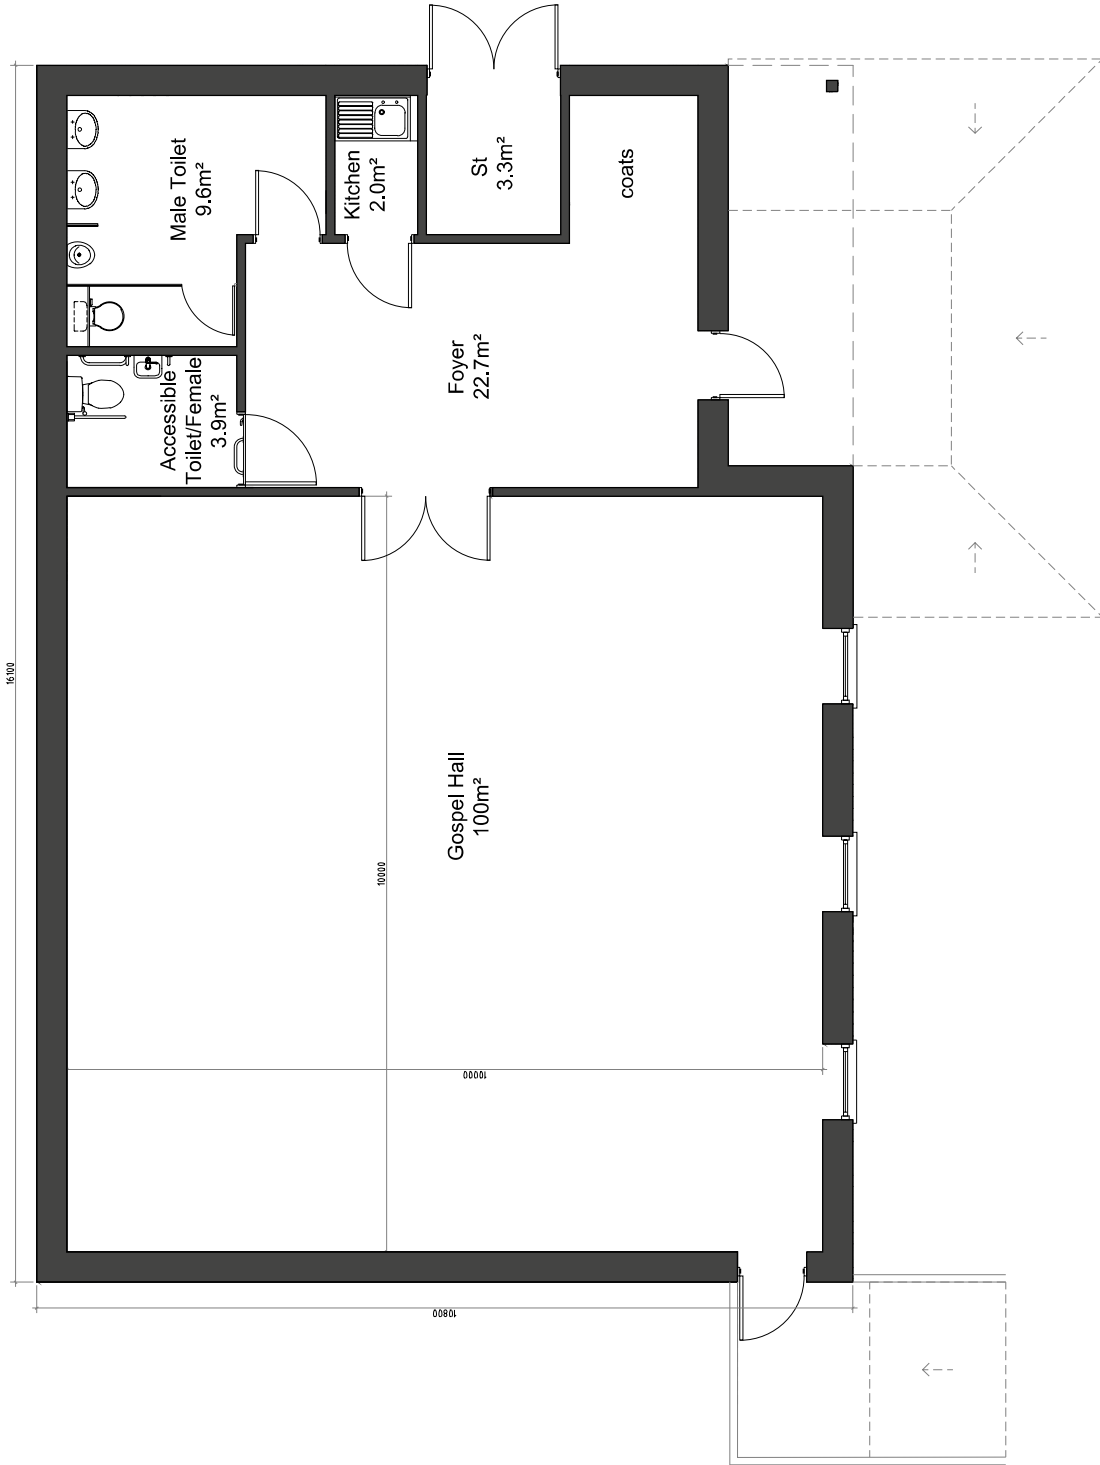 Male Toilet
9.6m²
Kitchen
2.0m²
St
3.3m²
coats
Accessible
Toilet/Female
3.9m²
Foyer
22.7m²
Gospel Hall
100m²
16100
10000
10000
10800